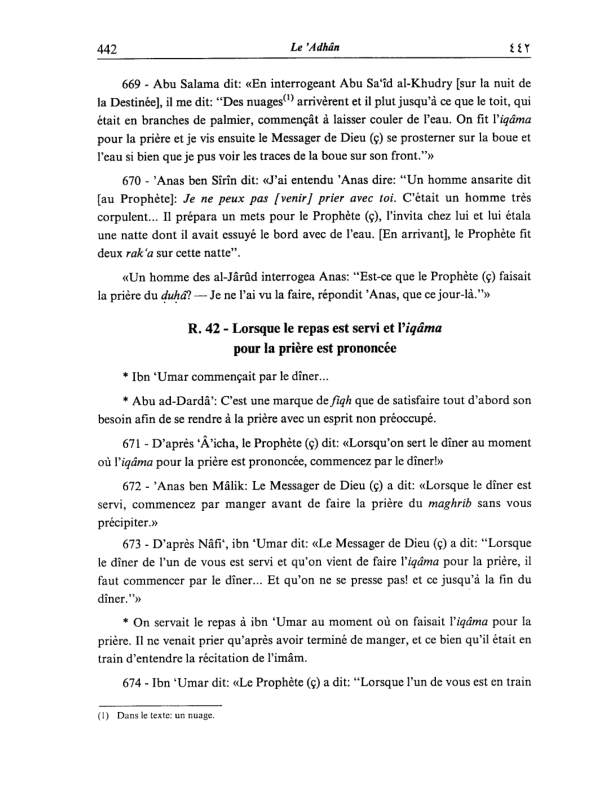 442 Le ’Adhân ٤٤٢
669 - Abu Salama dit: «En interrogeant Abu Sa‘îd al-Khudry [sur la nuit de
la Destinée], il me dit: “Des nuages(1) arrivèrent et il plut jusqu’à ce que le toit, qui
était en branches de palmier, commençât à laisser couler de l’eau. On fit l’iqâma
pour la prière et je vis ensuite le Messager de Dieu (ç) se prosterner sur la boue et
l’eau si bien que je pus voir les traces de la boue sur son front.”»
670 - ’Anas ben Sîrîn dit: «J’ai entendu ’Anas dire: “Un homme ansarite dit
[au Prophète]: Je ne peux pas [venir] prier avec toi. C’était un homme très
corpulent... Il prépara un mets pour le Prophète (ç), l’invita chez lui et lui étala
une natte dont il avait essuyé le bord avec de l’eau. [En arrivant], le Prophète fit
deux rak‘a sur cette natte”.
«Un homme des al-Jârûd interrogea Anas: “Est-ce que le Prophète (ç) faisait
la prière du ḍuḥâ? — Je ne l’ai vu la faire, répondit ’Anas, que ce jour-là.”»
R. 42 - Lorsque le repas est servi et l’iqâma
pour la prière est prononcée
* Ibn ‘Umar commençait par le dîner...
* Abu ad-Dardâ’: C’est une marque de fiqh que de satisfaire tout d’abord son
besoin afin de se rendre à la prière avec un esprit non préoccupé.
671 - D’après ‘Â’icha, le Prophète (ç) dit: «Lorsqu’on sert le dîner au moment
où l’iqâma pour la prière est prononcée, commencez par le dîner!»
672 - ’Anas ben Mâlik: Le Messager de Dieu (ç) a dit: «Lorsque le dîner est
servi, commencez par manger avant de faire la prière du maghrib sans vous
précipiter.»
673 - D’après Nâfi‘, ibn ‘Umar dit: «Le Messager de Dieu (ç) a dit: “Lorsque
le dîner de l’un de vous est servi et qu’on vient de faire l’iqâma pour la prière, il
faut commencer par le dîner... Et qu’on ne se presse pas! et ce jusqu’à la fin du
dîner.”»
* On servait le repas à ibn ‘Umar au moment où on faisait l’iqâma pour la
prière. Il ne venait prier qu’après avoir terminé de manger, et ce bien qu’il était en
train d’entendre la récitation de l’imâm.
674 - Ibn ‘Umar dit: «Le Prophète (ç) a dit: “Lorsque l’un de vous est en train
(1) Dans le texte: un nuage.